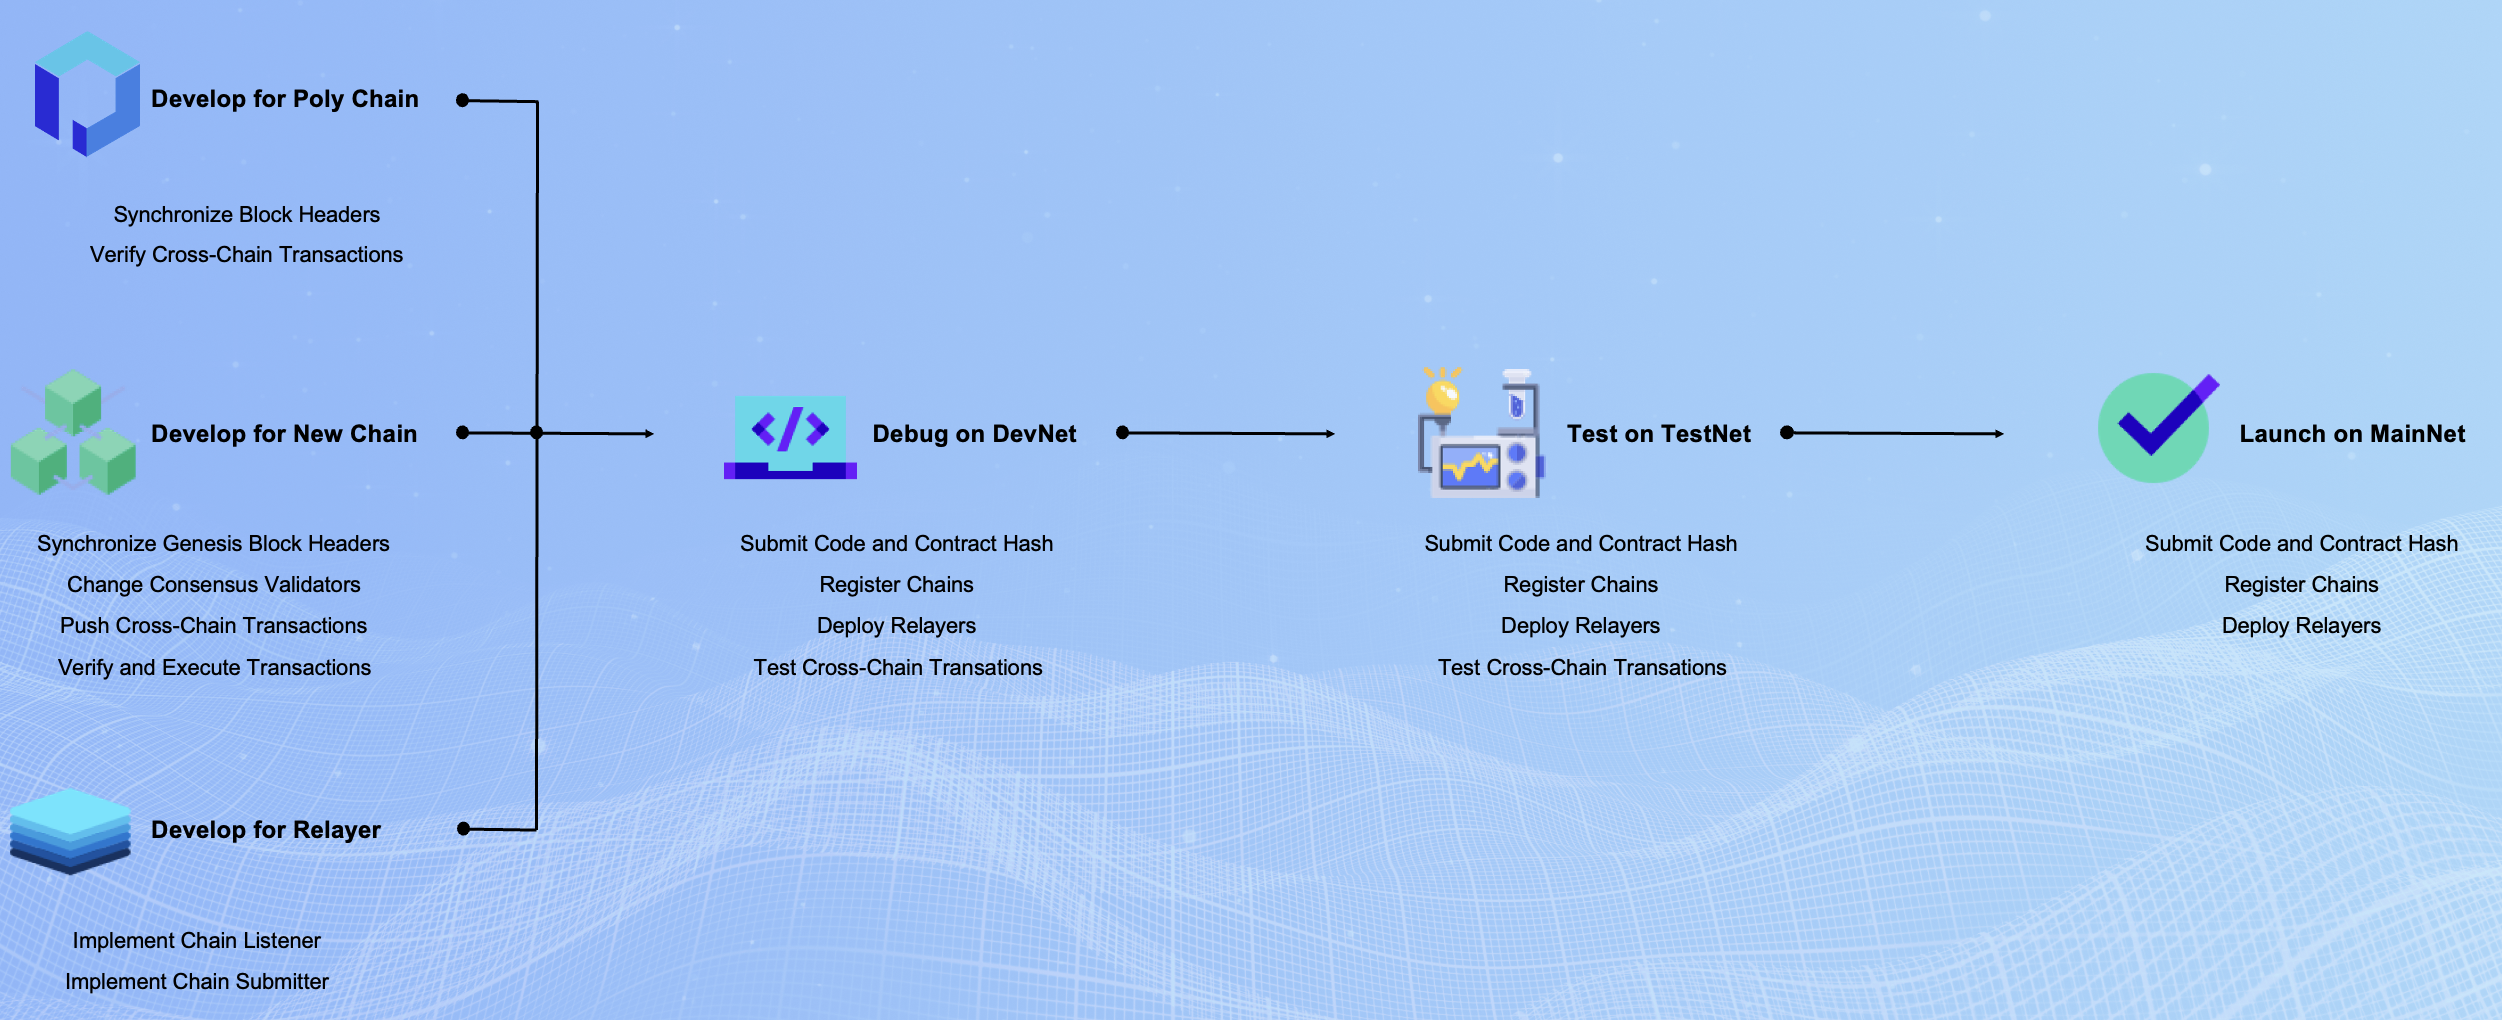 Develop for Poly Chain
Synchronize Block Headers
Verify Cross-Chain Transactions
Develop for New Chain
Synchronize Genesis Block Headers
Change Consensus Validators
Push Cross-Chain Transactions
Verify and Execute Transactions
Develop for Relayer
Implement Chain Listener
Implement Chain Submitter
Debug on DevNet
Submit Code and Contract Hash
Register Chains
Deploy Relayers
Test Cross-Chain Transations
Test on TestNet
Submit Code and Contract Hash
Register Chains
Deploy Relayers
Test Cross-Chain Transations
Launch on MainNet
Submit Code and Contract Hash
Register Chains
Deploy Relayers